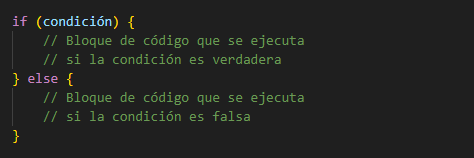 if (condición) {
    // Bloque de código que se ejecuta
    // si la condición es verdadera
} else {
    // Bloque de código que se ejecuta
    // si la condición es falsa
}